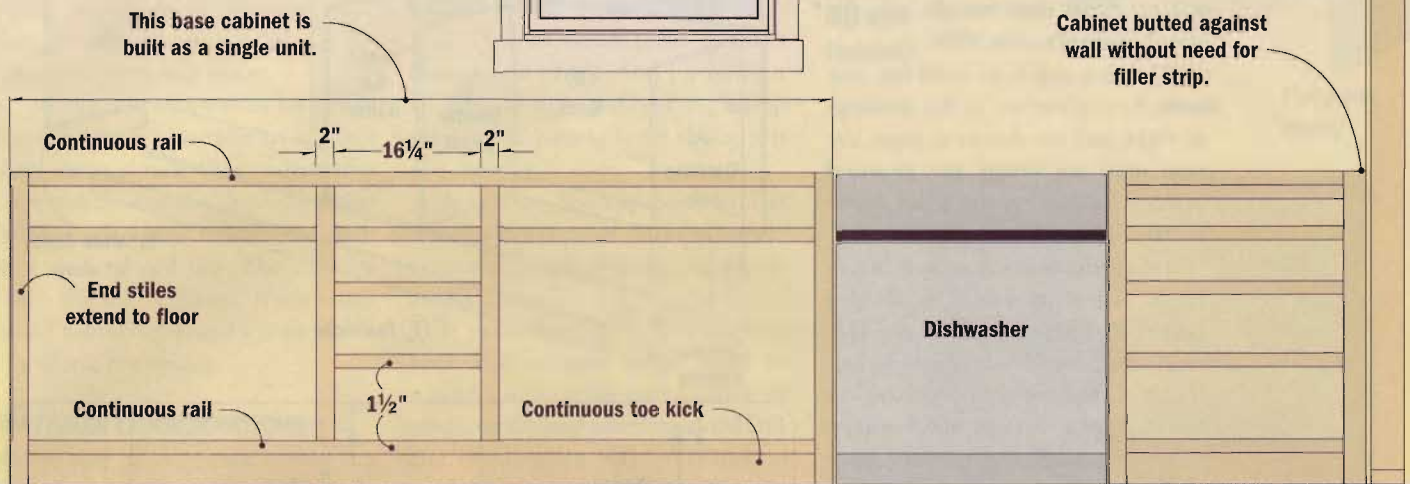 This base cabinet is
built as a single unit.
Cabinet butted against
wall without need for
filler strip.
Continuous rail
2"
16¼"
2"
End stiles
extend to floor
Dishwasher
Continuous rail
1½"
Continuous toe kick